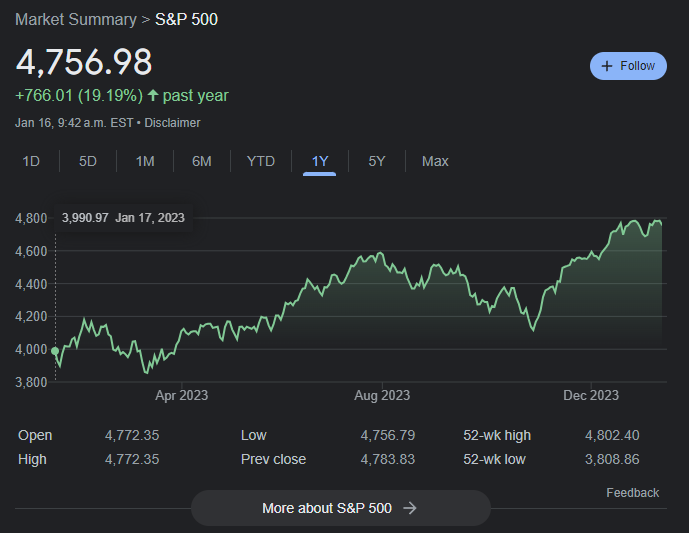 Market Summary > S&P 500
4,756.98
+ Follow
+766.01 (19.19%) ↑ past year
Jan 16, 9:42 a.m. EST • Disclaimer
1D 5D 1M 6M YTD 1Y 5Y Max
3,990.97 Jan 17, 2023
4,800
4,600
4,400
4,200
4,000
3,800
Apr 2023 Aug 2023 Dec 2023
Open 4,772.35 Low 4,756.79 52-wk high 4,802.40
High 4,772.35 Prev close 4,783.83 52-wk low 3,808.86
Feedback
More about S&P 500 →